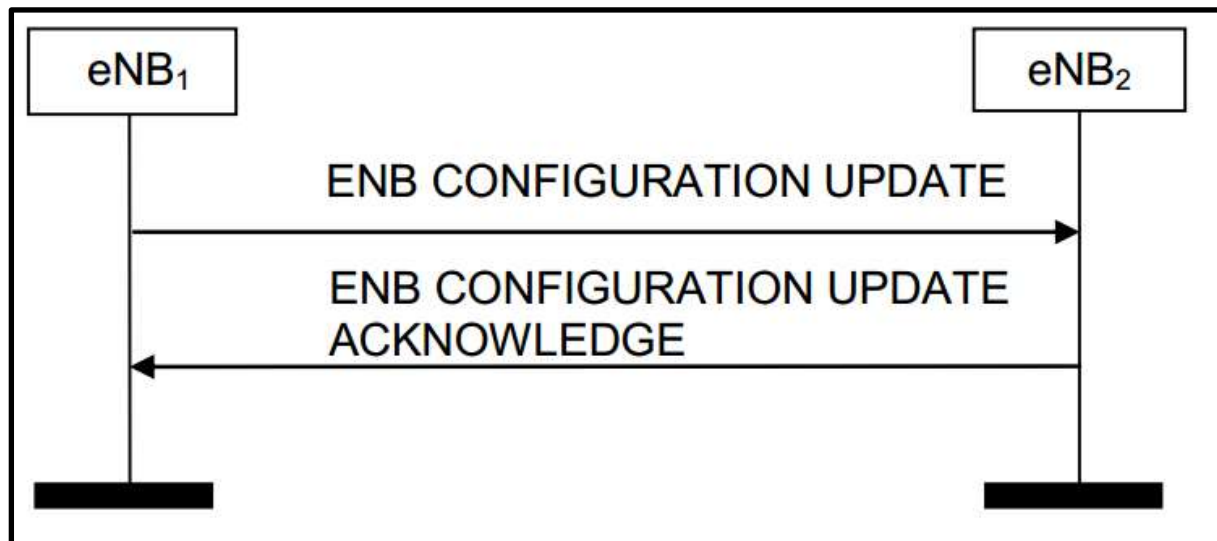 eNB₁
eNB₂
ENB CONFIGURATION UPDATE
ENB CONFIGURATION UPDATE
ACKNOWLEDGE